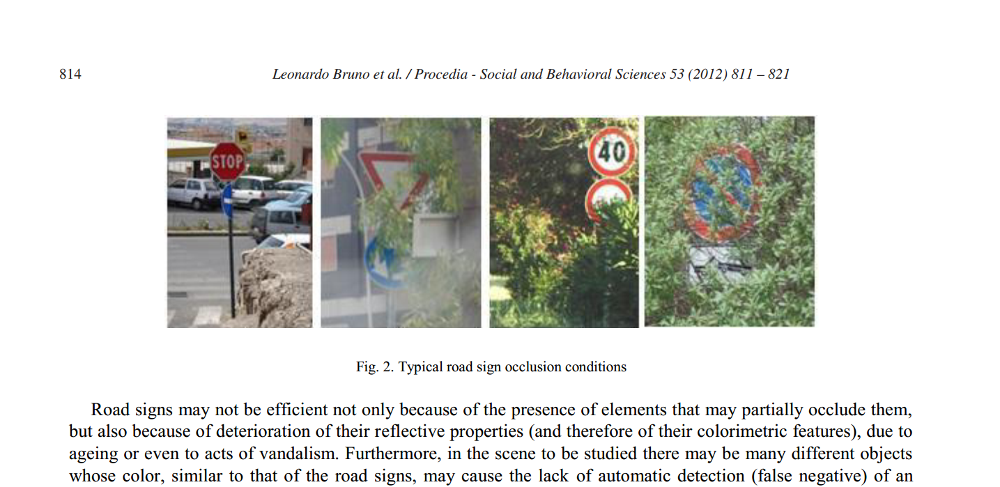 814
Leonardo Bruno et al. / Procedia - Social and Behavioral Sciences 53 (2012) 811 – 821
STOP
40
Fig. 2. Typical road sign occlusion conditions
Road signs may not be efficient not only because of the presence of elements that may partially occlude them,
but also because of deterioration of their reflective properties (and therefore of their colorimetric features), due to
ageing or even to acts of vandalism. Furthermore, in the scene to be studied there may be many different objects
whose color, similar to that of the road signs, may cause the lack of automatic detection (false negative) of an